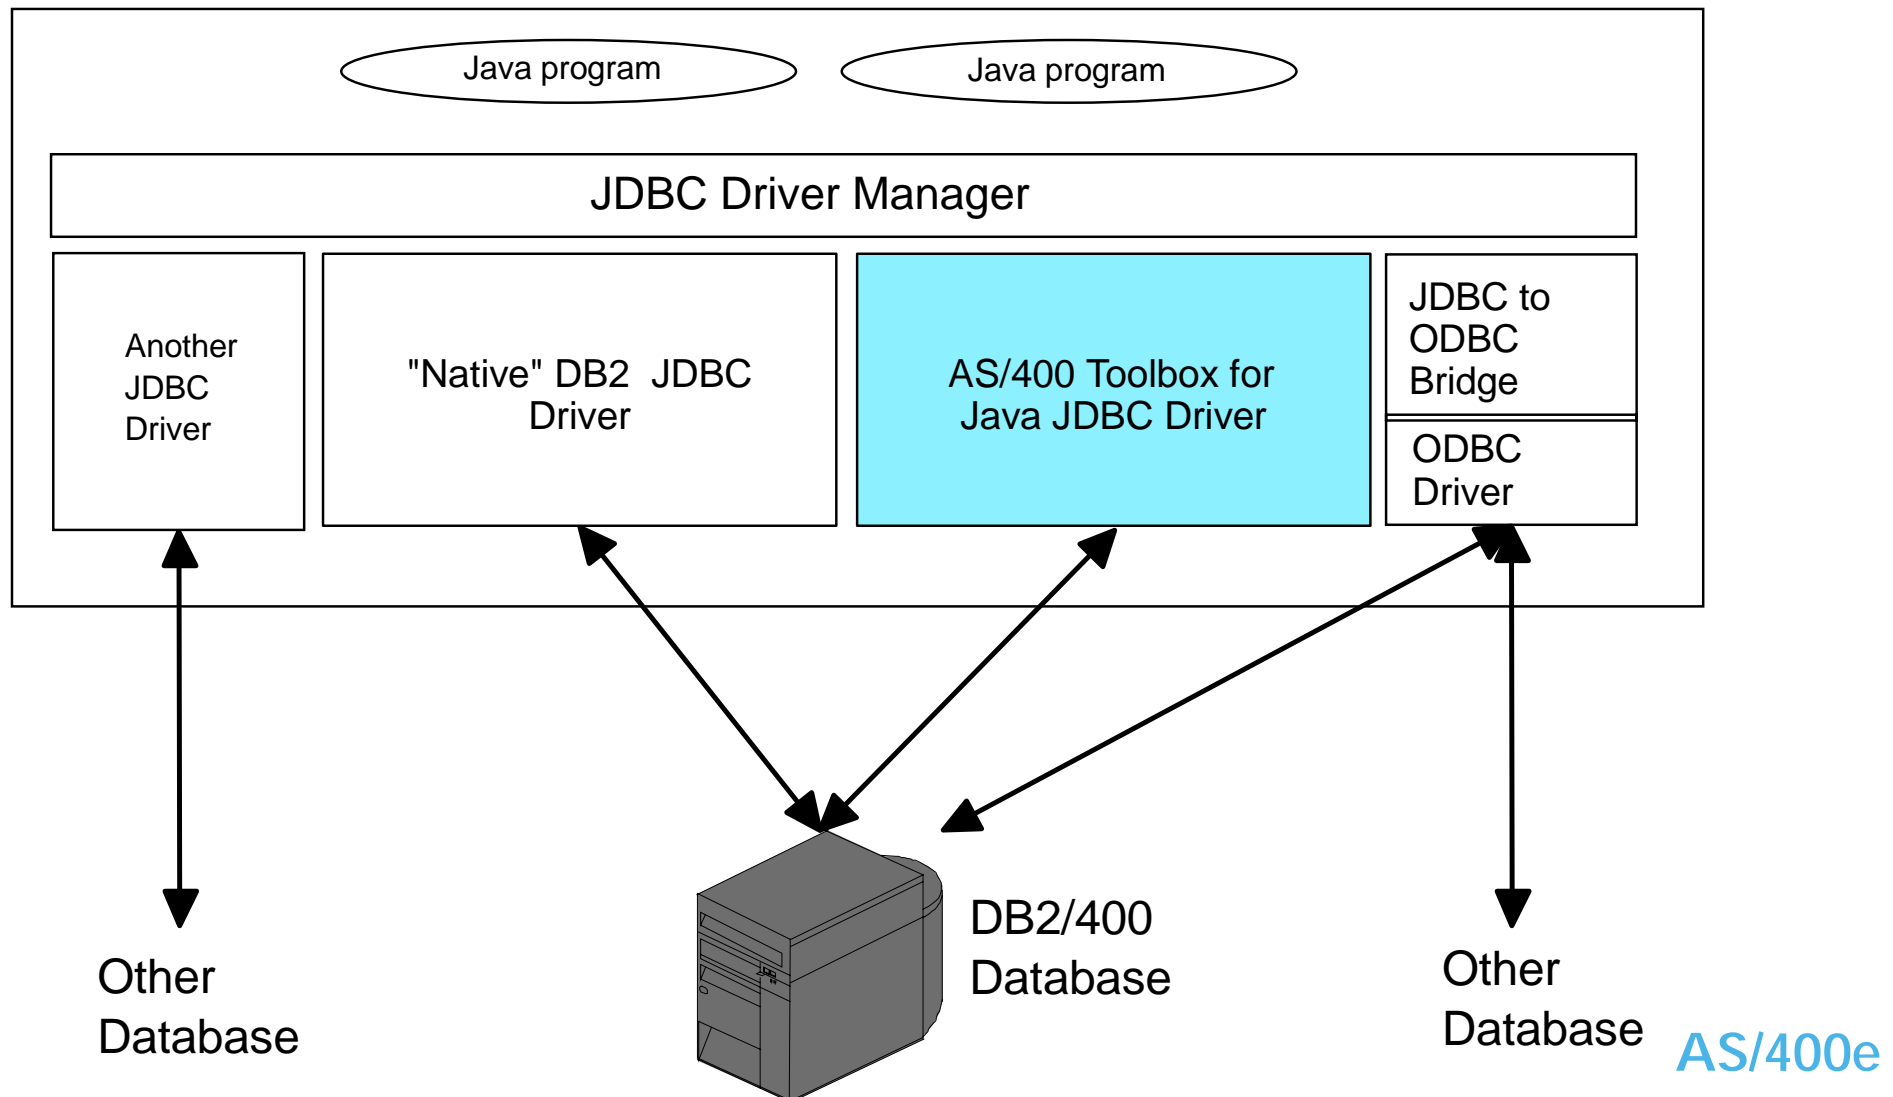 Java program
Java program
JDBC Driver Manager
Another
JDBC
Driver
"Native" DB2 JDBC
Driver
AS/400 Toolbox for
Java JDBC Driver
JDBC to
ODBC
Bridge
ODBC
Driver
Other
Database
DB2/400
Database
Other
Database
AS/400e